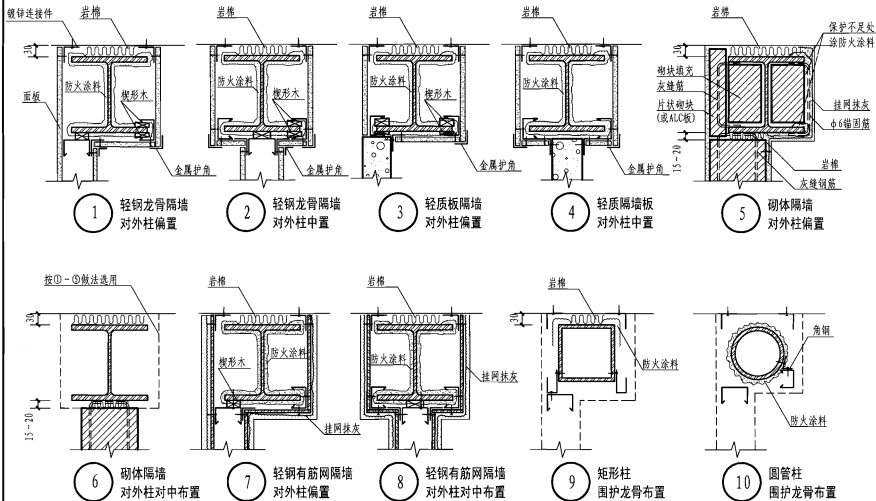 镀锌连接件
岩棉
30
防火涂料
楔形木
面板
金属护角
1
轻钢龙骨隔墙
对外柱偏置
岩棉
防火涂料
楔形木
金属护角
2
轻钢龙骨隔墙
对外柱中置
岩棉
防火涂料
楔形木
金属护角
3
轻质板隔墙
对外柱偏置
岩棉
防火涂料
金属护角
4
轻质隔墙板
对外柱中置
岩棉
保护不足处
涂防火涂料
30
砌块填充
灰缝筋
片状砌块
(或ALC板)
挂网抹灰
φ6锚固筋
15-20
岩棉
灰缝钢筋
5
砌体隔墙
对外柱偏置
按①~⑤做法选用
30
15-20
6
砌体隔墙
对外柱对中布置
岩棉
楔形木
防火涂料
挂网抹灰
7
轻钢有筋网隔墙
对外柱偏置
岩棉
防火涂料
挂网抹灰
8
轻钢有筋网隔墙
对外柱对中布置
岩棉
30
防火涂料
9
矩形柱
围护龙骨布置
30
角钢
防火涂料
10
圆管柱
围护龙骨布置